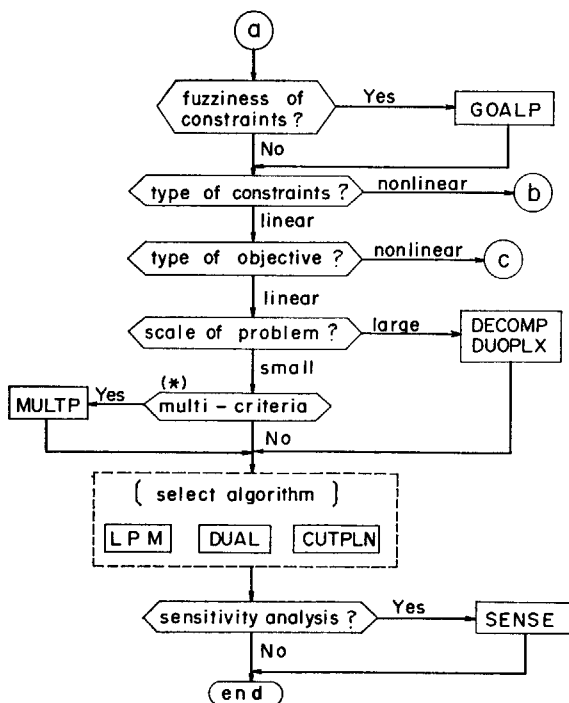 a
fuzziness of
constraints?
Yes
GOALP
No
type of constraints?
nonlinear
b
linear
type of objective?
nonlinear
c
linear
scale of problem?
large
DECOMP
DUOPLX
small
(*)
MULTP
Yes
multi-criteria
No
( select algorithm )
LPM
DUAL
CUTPLN
sensitivity analysis?
Yes
SENSE
No
end